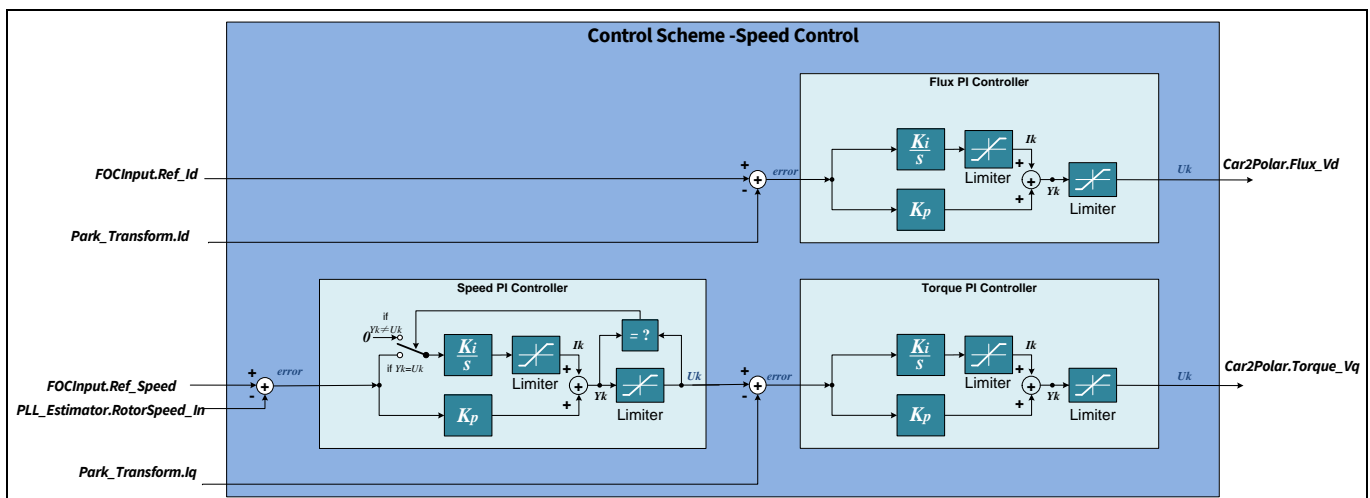 Control Scheme -Speed Control
Flux PI Controller
Ki
s
Ik
Limiter
+
+
+
Yk
Kp
Limiter
Uk
Car2Polar.Flux_Vd
FOCInput.Ref_Id
+
-
+
error
Park_Transform.Id
Speed PI Controller
if
Yk≠Uk
0
if Yk=Uk
Ki
s
Limiter
Ik
+
+
+
Yk
= ?
Kp
Limiter
Uk
FOCInput.Ref_Speed
+
-
+
error
PLL_Estimator.RotorSpeed_In
Park_Transform.Iq
+
-
+
error
Torque PI Controller
Ki
s
Ik
Limiter
+
+
+
Yk
Kp
Limiter
Uk
Car2Polar.Torque_Vq